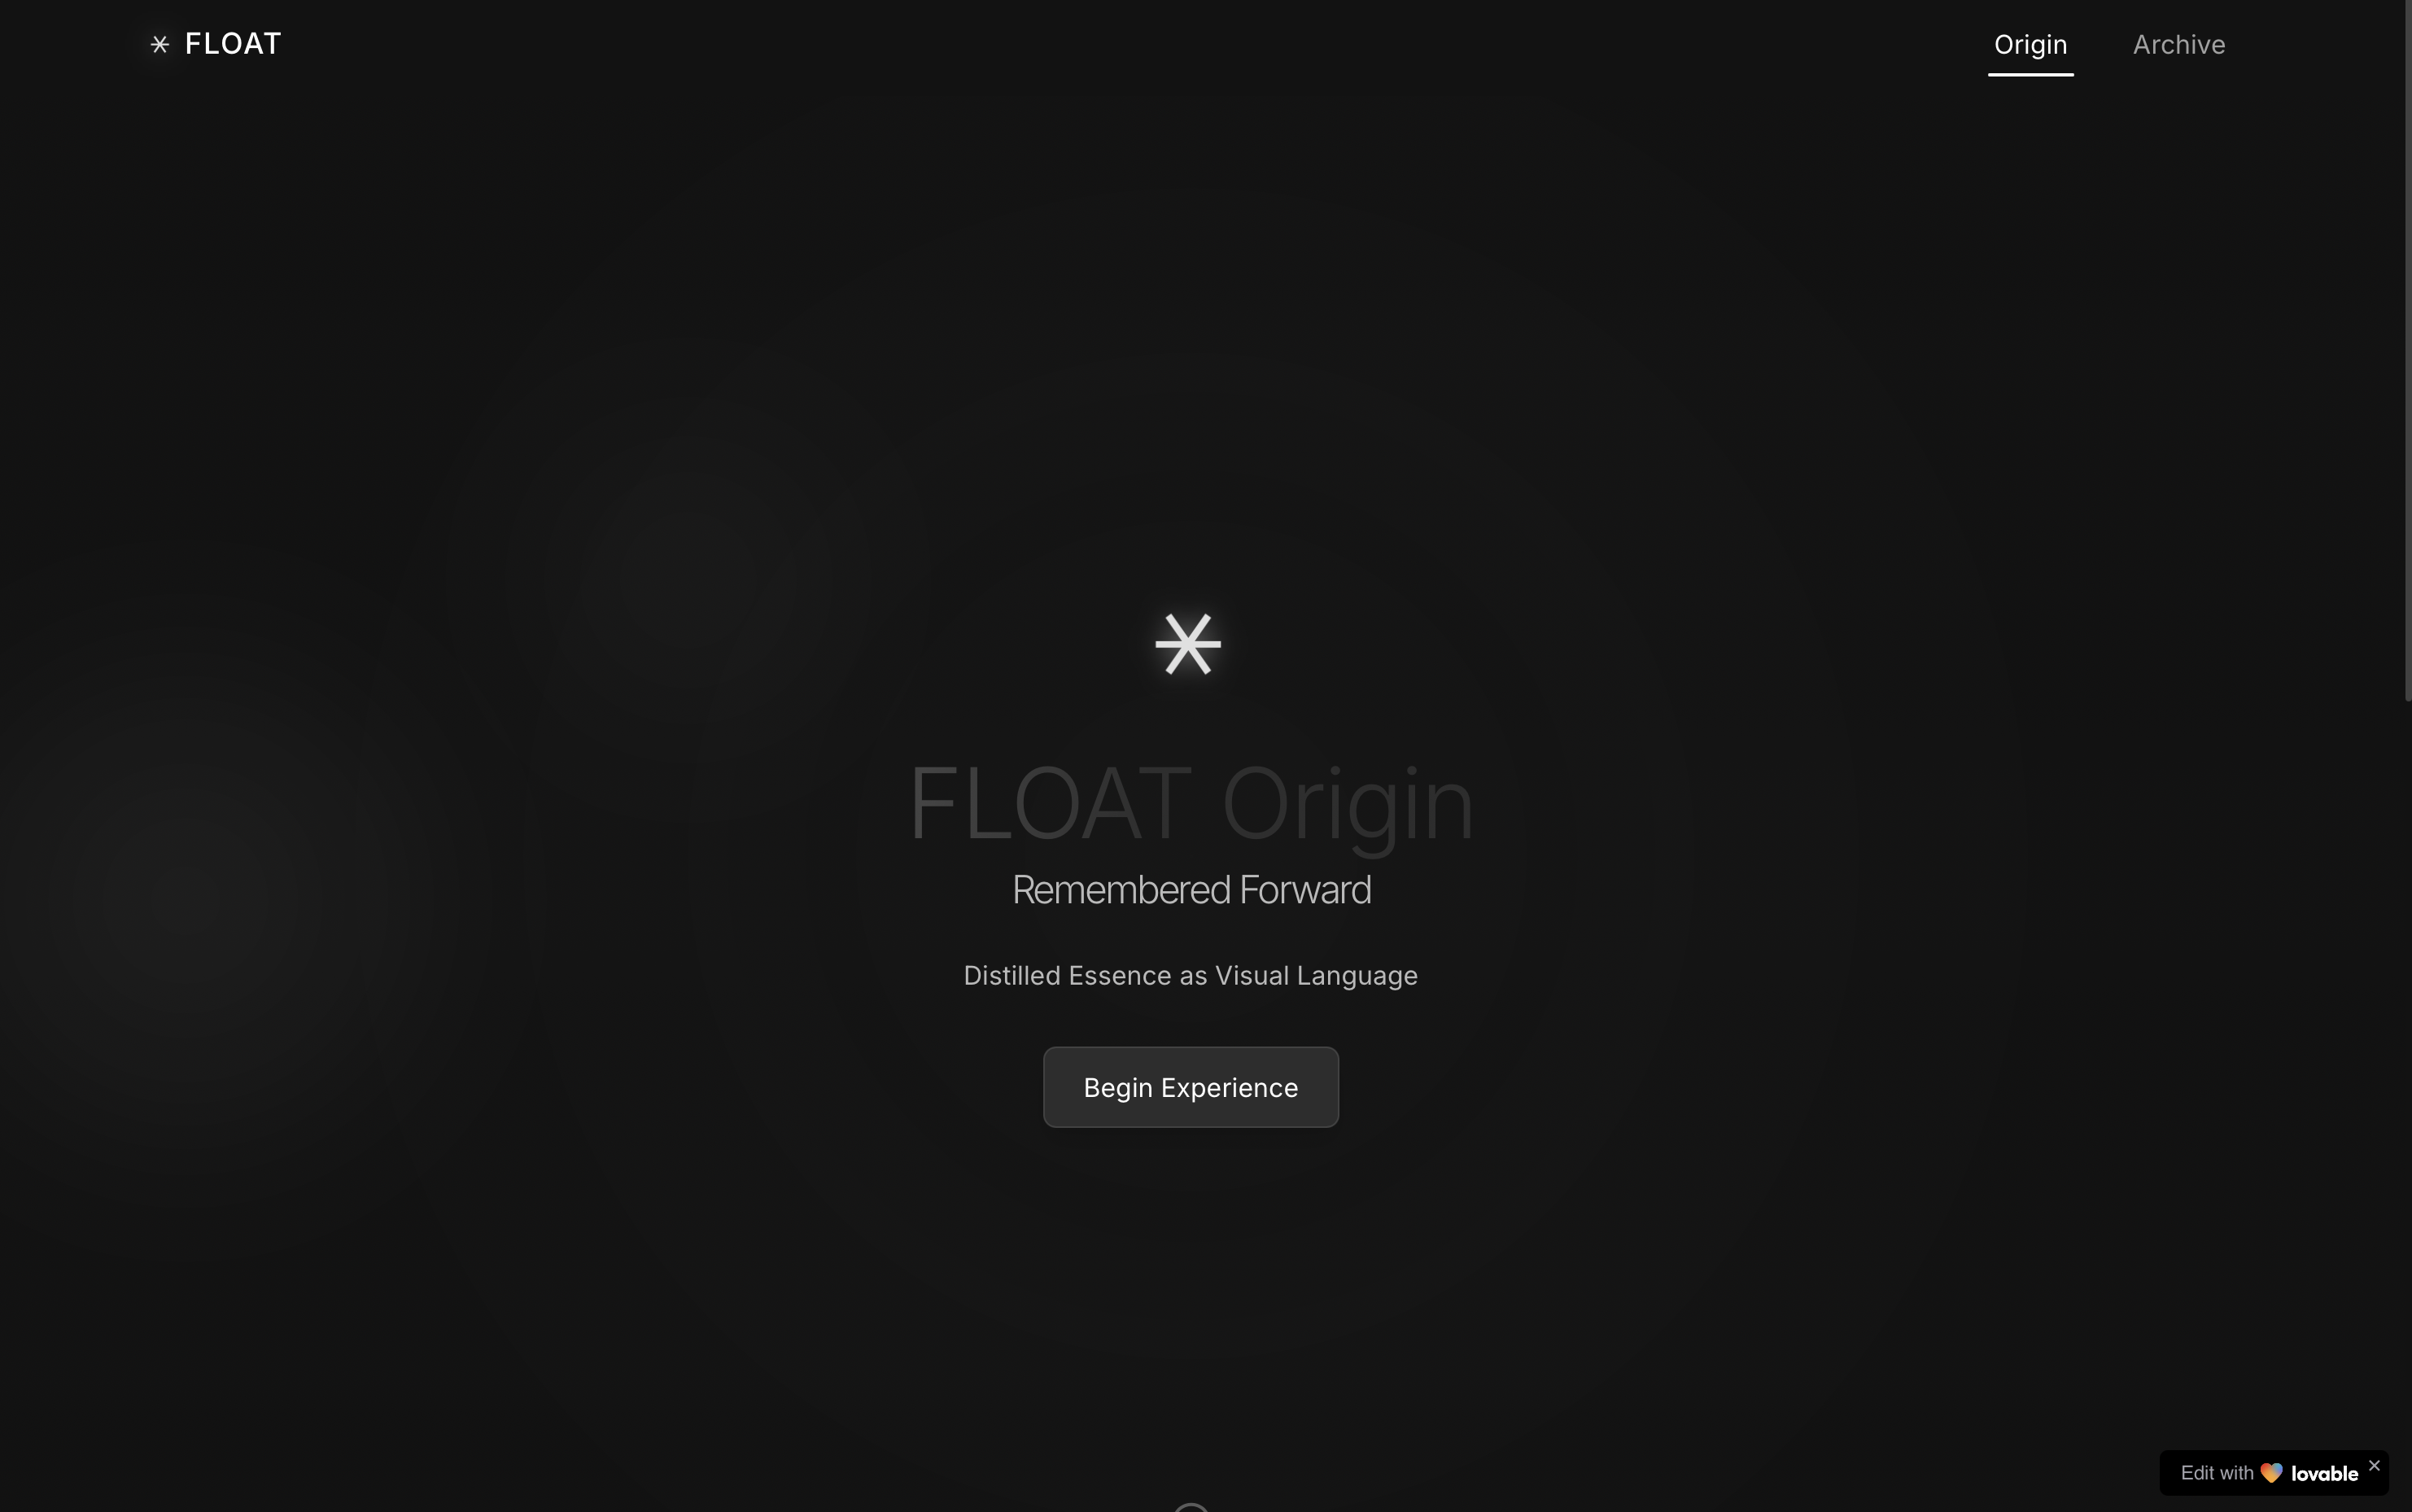 FLOAT
Origin
Archive
FLOAT Origin
Remembered Forward
Distilled Essence as Visual Language
Begin Experience
Edit with lovable